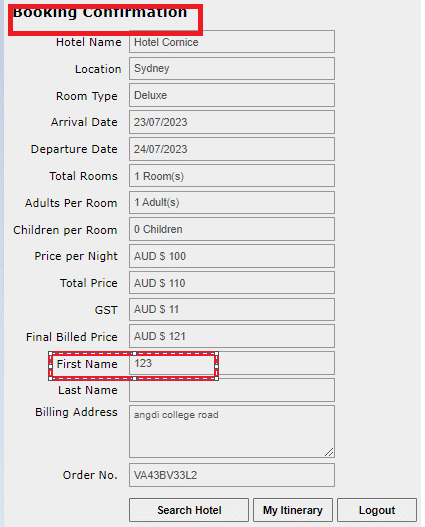 Booking Confirmation
Hotel Name Hotel Cornice
Location Sydney
Room Type Deluxe
Arrival Date 23/07/2023
Departure Date 24/07/2023
Total Rooms 1 Room(s)
Adults Per Room 1 Adult(s)
Children per Room 0 Children
Price per Night AUD $ 100
Total Price AUD $ 110
GST AUD $ 11
Final Billed Price AUD $ 121
First Name 123
Last Name
Billing Address angdi college road
Order No. VA43BV33L2
Search Hotel My Itinerary Logout